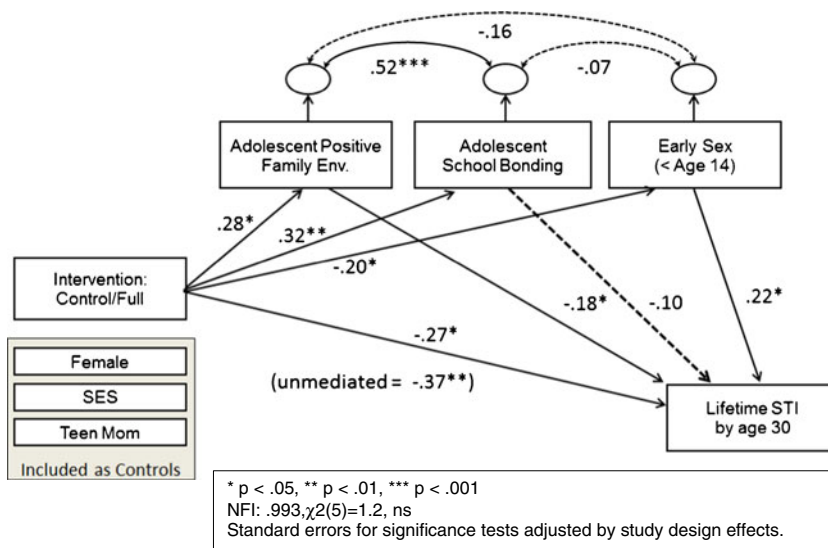 -.16
.52***
-.07
Adolescent Positive
Family Env.
Adolescent
School Bonding
Early Sex
(< Age 14)
.28*
.32**
-.20*
Intervention:
Control/Full
-.18*
-.10
.22*
-.27*
(unmediated = -.37**)
Female
SES
Teen Mom
Included as Controls
Lifetime STI
by age 30
* p < .05, ** p < .01, *** p < .001
NFI: .993,χ2(5)=1.2, ns
Standard errors for significance tests adjusted by study design effects.